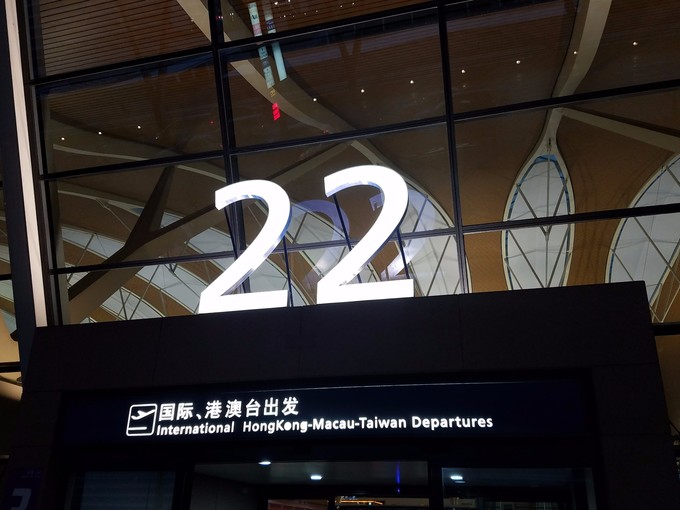 22
国际、港澳台出发
International HongKong-Macau-Taiwan Departures